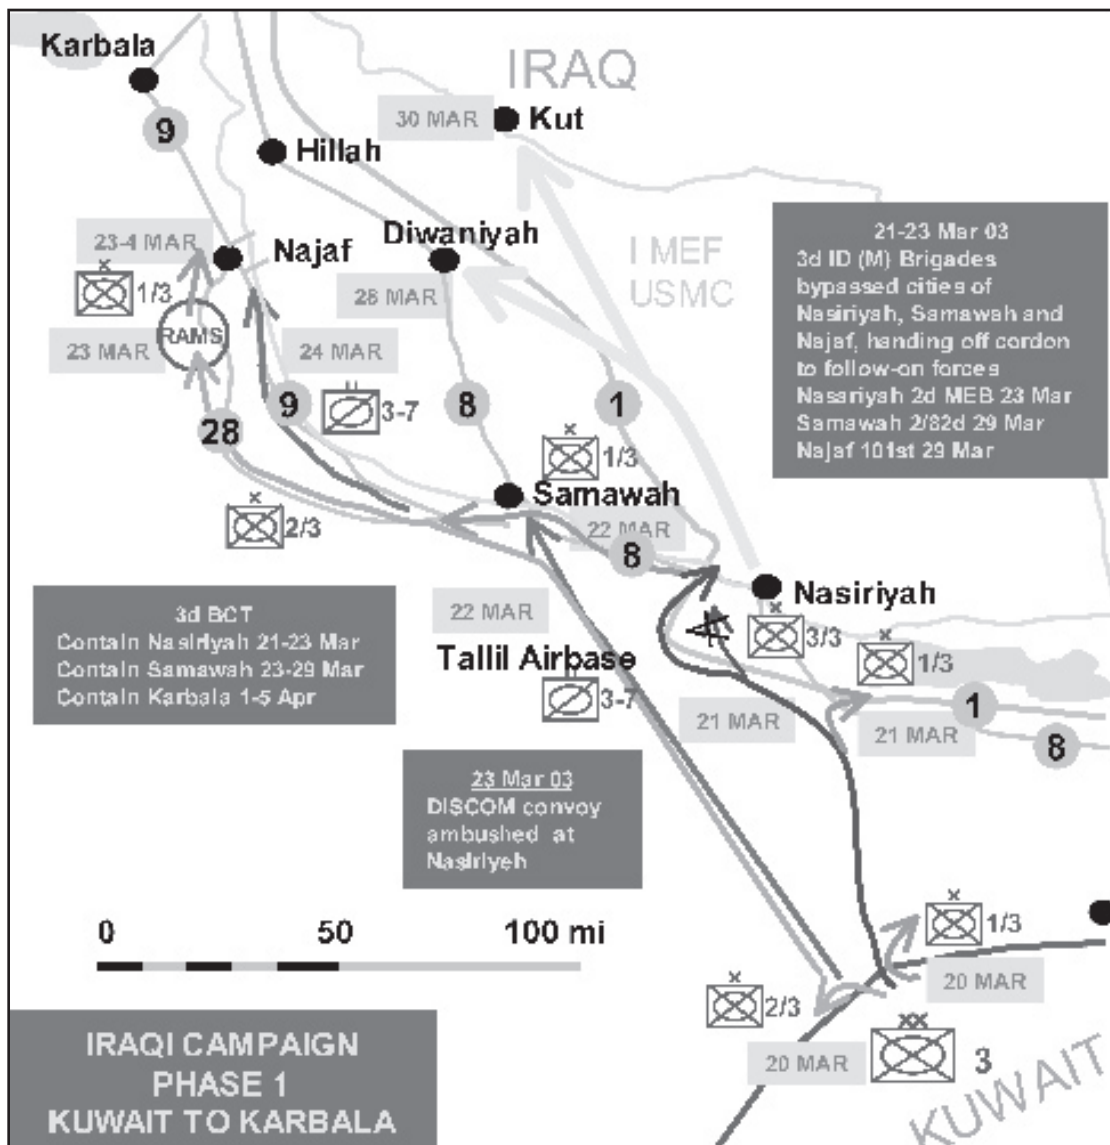 Karbala
IRAQ
30 MAR
Kut
9
Hillah
23-4 MAR
Najaf
Diwaniyah
I MEF
USMC
21-23 Mar 03
3d ID (M) Brigades
bypassed cities of
Nasiriyah, Samawah and
Najaf, handing off cordon
to follow-on forces
Nasariyah 2d MEB 23 Mar
Samawah 2/82d 29 Mar
Najaf 101st 29 Mar
1/3
28 MAR
RAMS
23 MAR
24 MAR
9
3-7
8
1
28
1/3
Samawah
2/3
22 MAR
8
Nasiriyah
3d BCT
Contain Nasiriyah 21-23 Mar
Contain Samawah 23-29 Mar
Contain Karbala 1-5 Apr
22 MAR
3/3
Tallil Airbase
1/3
3-7
21 MAR
1
21 MAR
8
23 Mar 03
DISCOM convoy
ambushed at
Nasiriyeh
0 50 100 mi
1/3
20 MAR
2/3
20 MAR
3
KUWAIT
IRAQI CAMPAIGN
PHASE 1
KUWAIT TO KARBALA